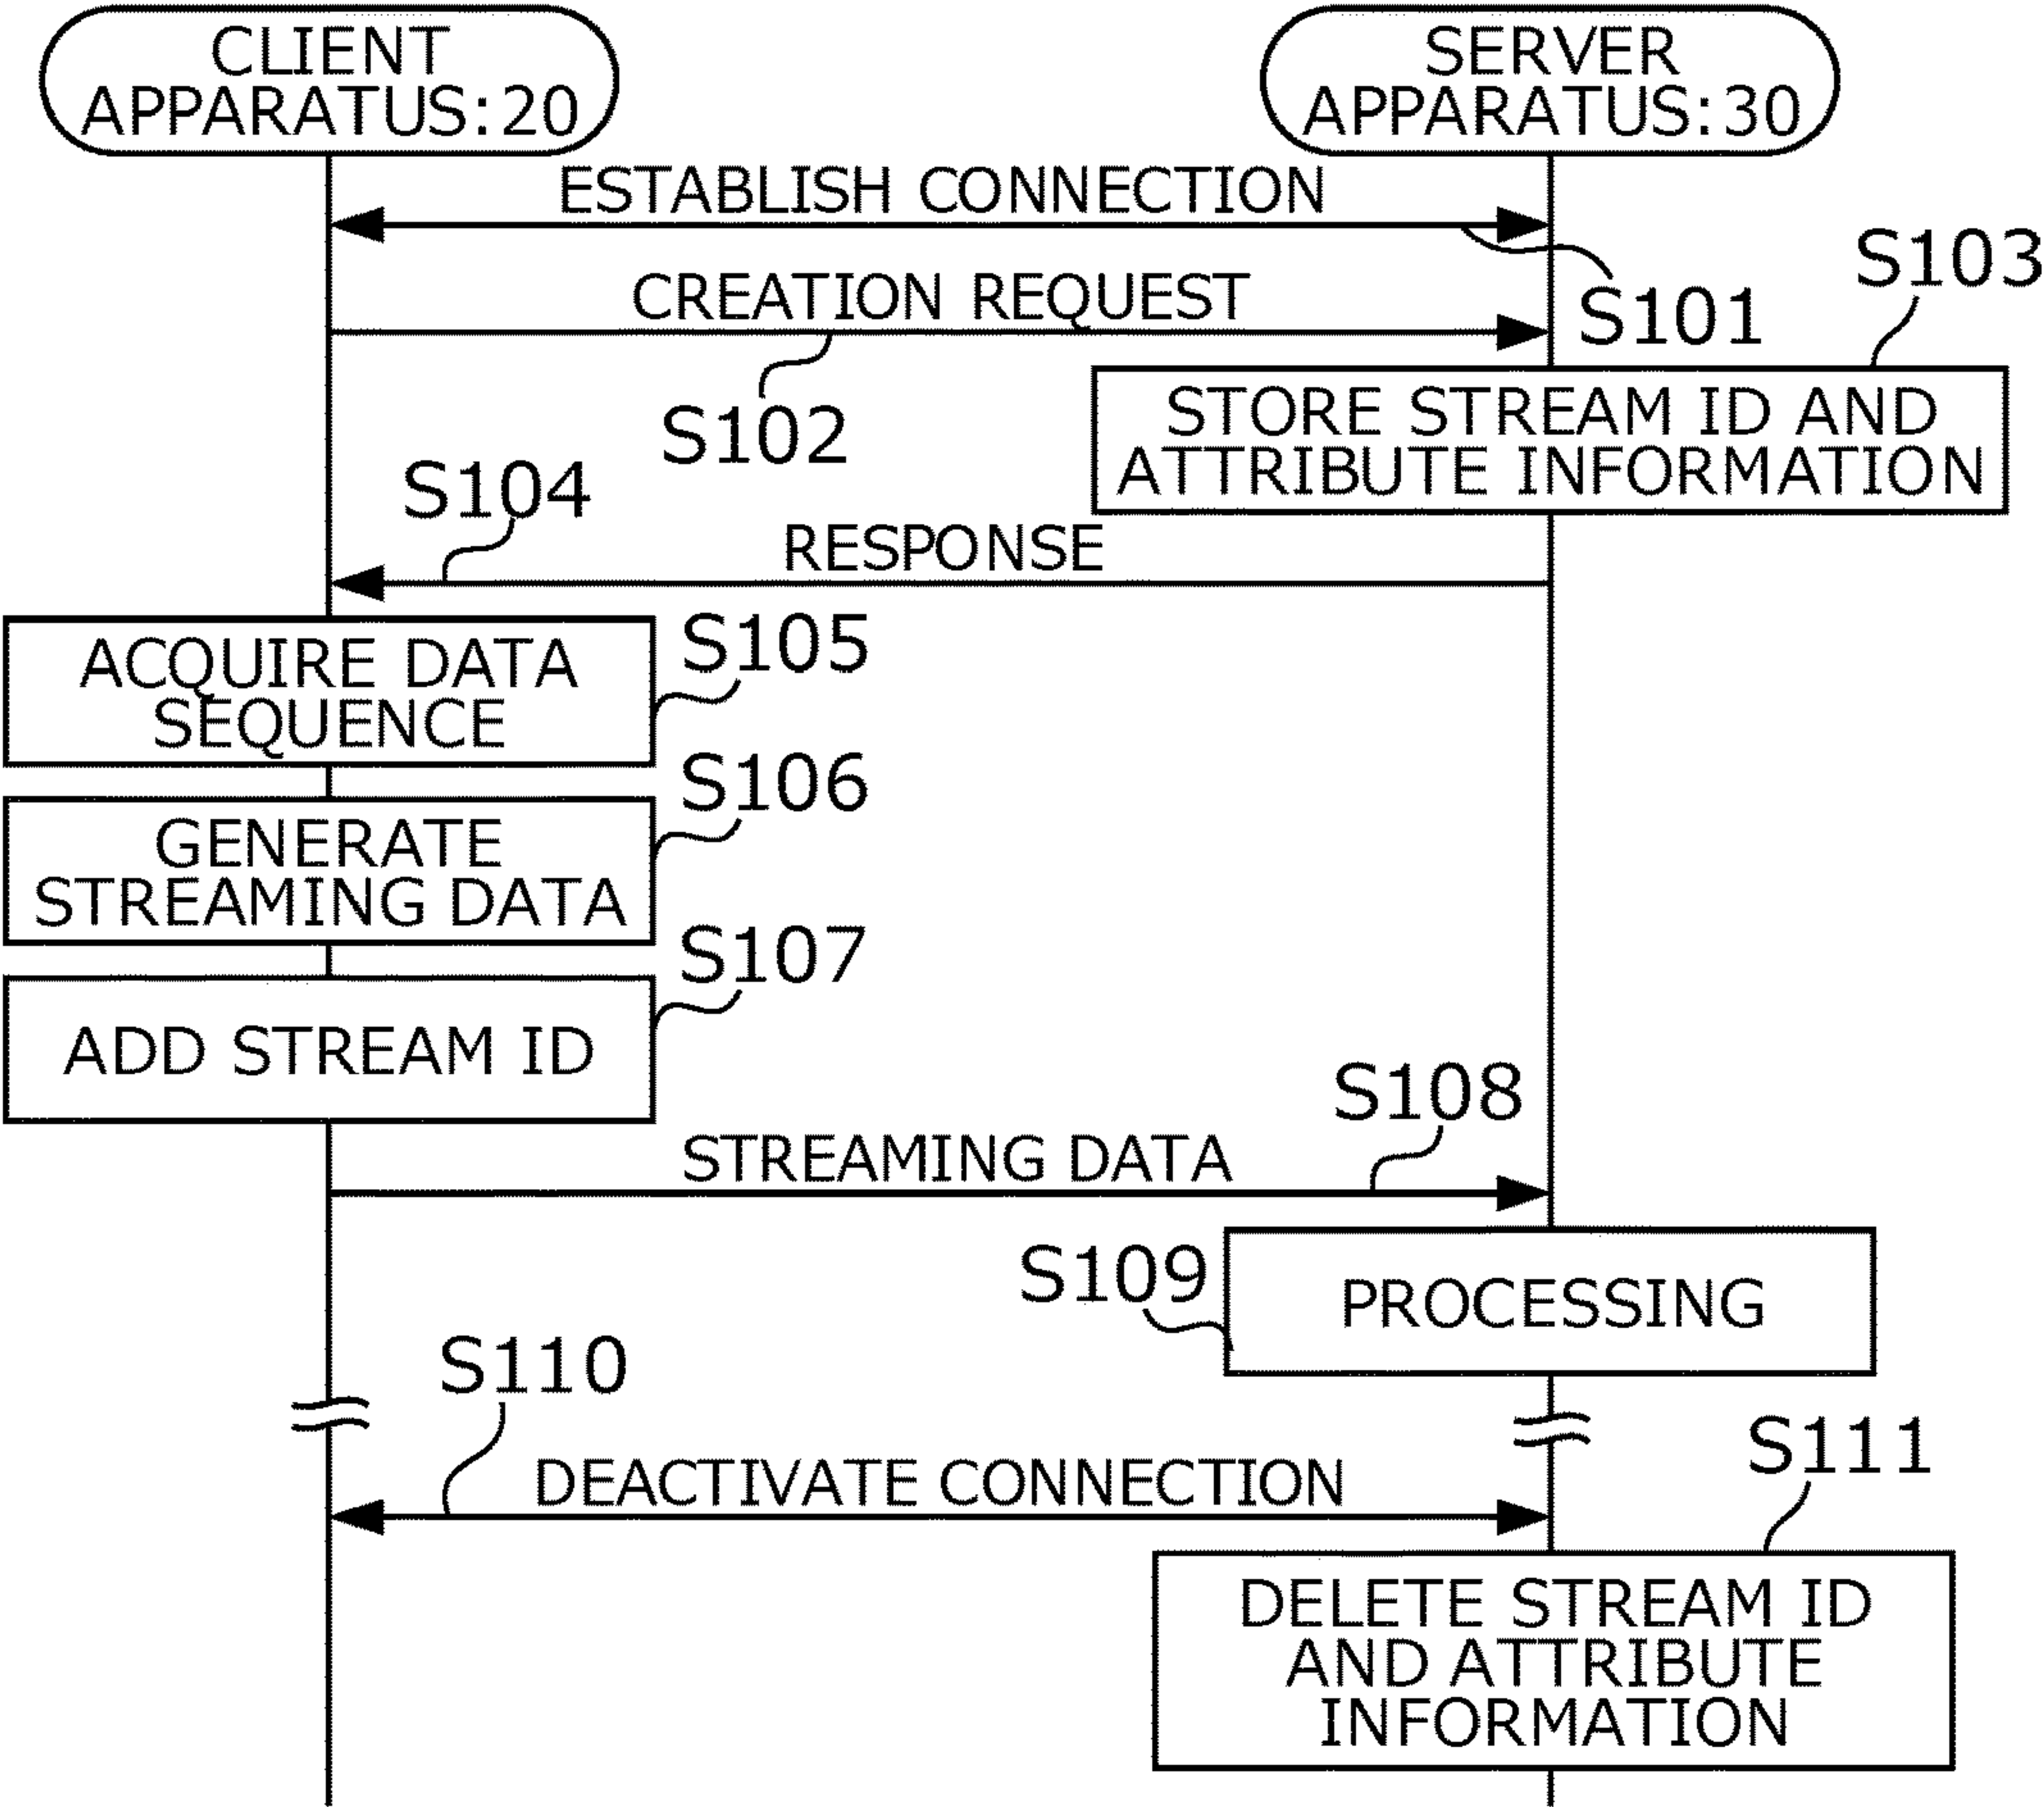 CLIENT
APPARATUS:20
SERVER
APPARATUS:30
ESTABLISH CONNECTION
S101
S103
CREATION REQUEST
S102
STORE STREAM ID AND
ATTRIBUTE INFORMATION
S104
RESPONSE
ACQUIRE DATA
SEQUENCE
S105
GENERATE
STREAMING DATA
S106
ADD STREAM ID
S107
STREAMING DATA
S108
S109
PROCESSING
S110
DEACTIVATE CONNECTION
S111
DELETE STREAM ID
AND ATTRIBUTE
INFORMATION